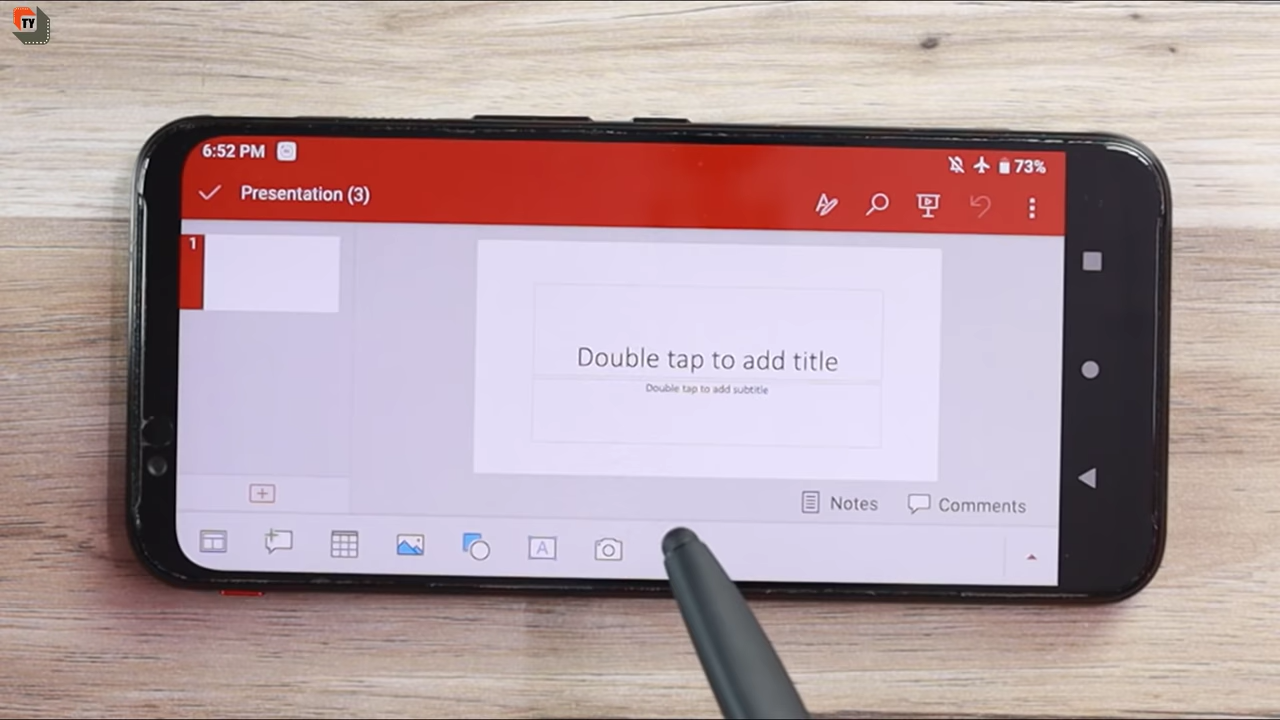 TY
6:52 PM
73%
Presentation (3)
1
Double tap to add title
Double tap to add subtitle
Notes
Comments
A